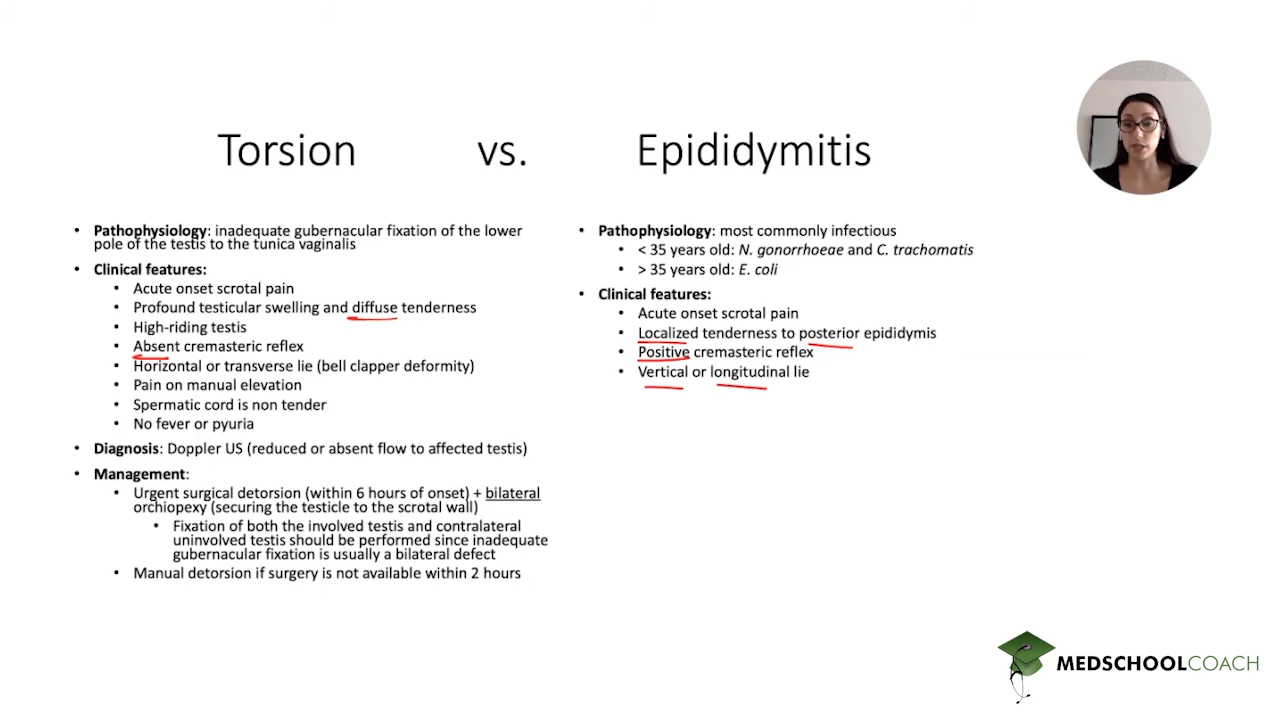 Torsion vs. Epididymitis
• Pathophysiology: inadequate gubernacular fixation of the lower
pole of the testis to the tunica vaginalis
• Clinical features:
• Acute onset scrotal pain
• Profound testicular swelling and diffuse tenderness
• High-riding testis
• Absent cremasteric reflex
• Horizontal or transverse lie (bell clapper deformity)
• Pain on manual elevation
• Spermatic cord is non tender
• No fever or pyuria
• Diagnosis: Doppler US (reduced or absent flow to affected testis)
• Management:
• Urgent surgical detorsion (within 6 hours of onset) + bilateral
orchiopexy (securing the testicle to the scrotal wall)
• Fixation of both the involved testis and contralateral
uninvolved testis should be performed since inadequate
gubernacular fixation is usually a bilateral defect
• Manual detorsion if surgery is not available within 2 hours
• Pathophysiology: most commonly infectious
• < 35 years old: N. gonorrhoeae and C. trachomatis
• > 35 years old: E. coli
• Clinical features:
• Acute onset scrotal pain
• Localized tenderness to posterior epididymis
• Positive cremasteric reflex
• Vertical or longitudinal lie
MEDSCHOOLCOACH